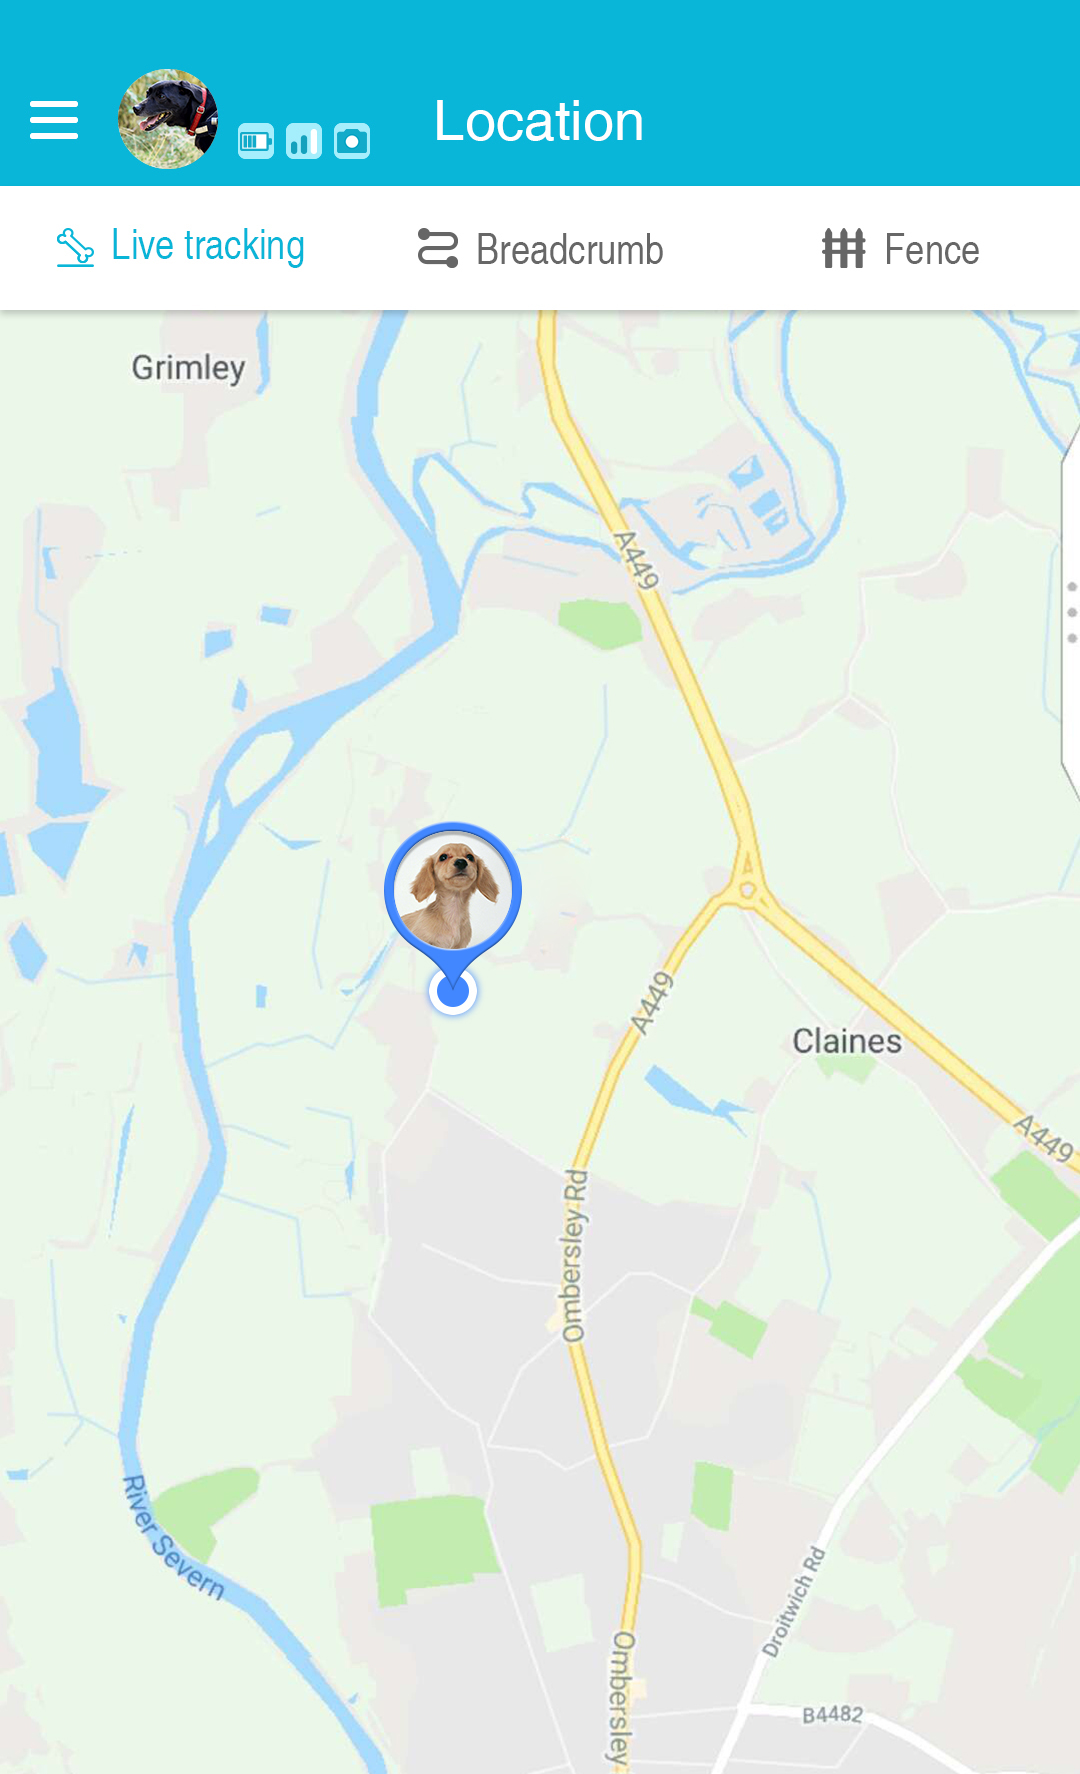 Location
Live tracking
Breadcrumb
Fence
Grimley
A449
A449
Claines
A449
Ombersley Rd
River Severn
Droitwich Rd
Ombersley
B4482